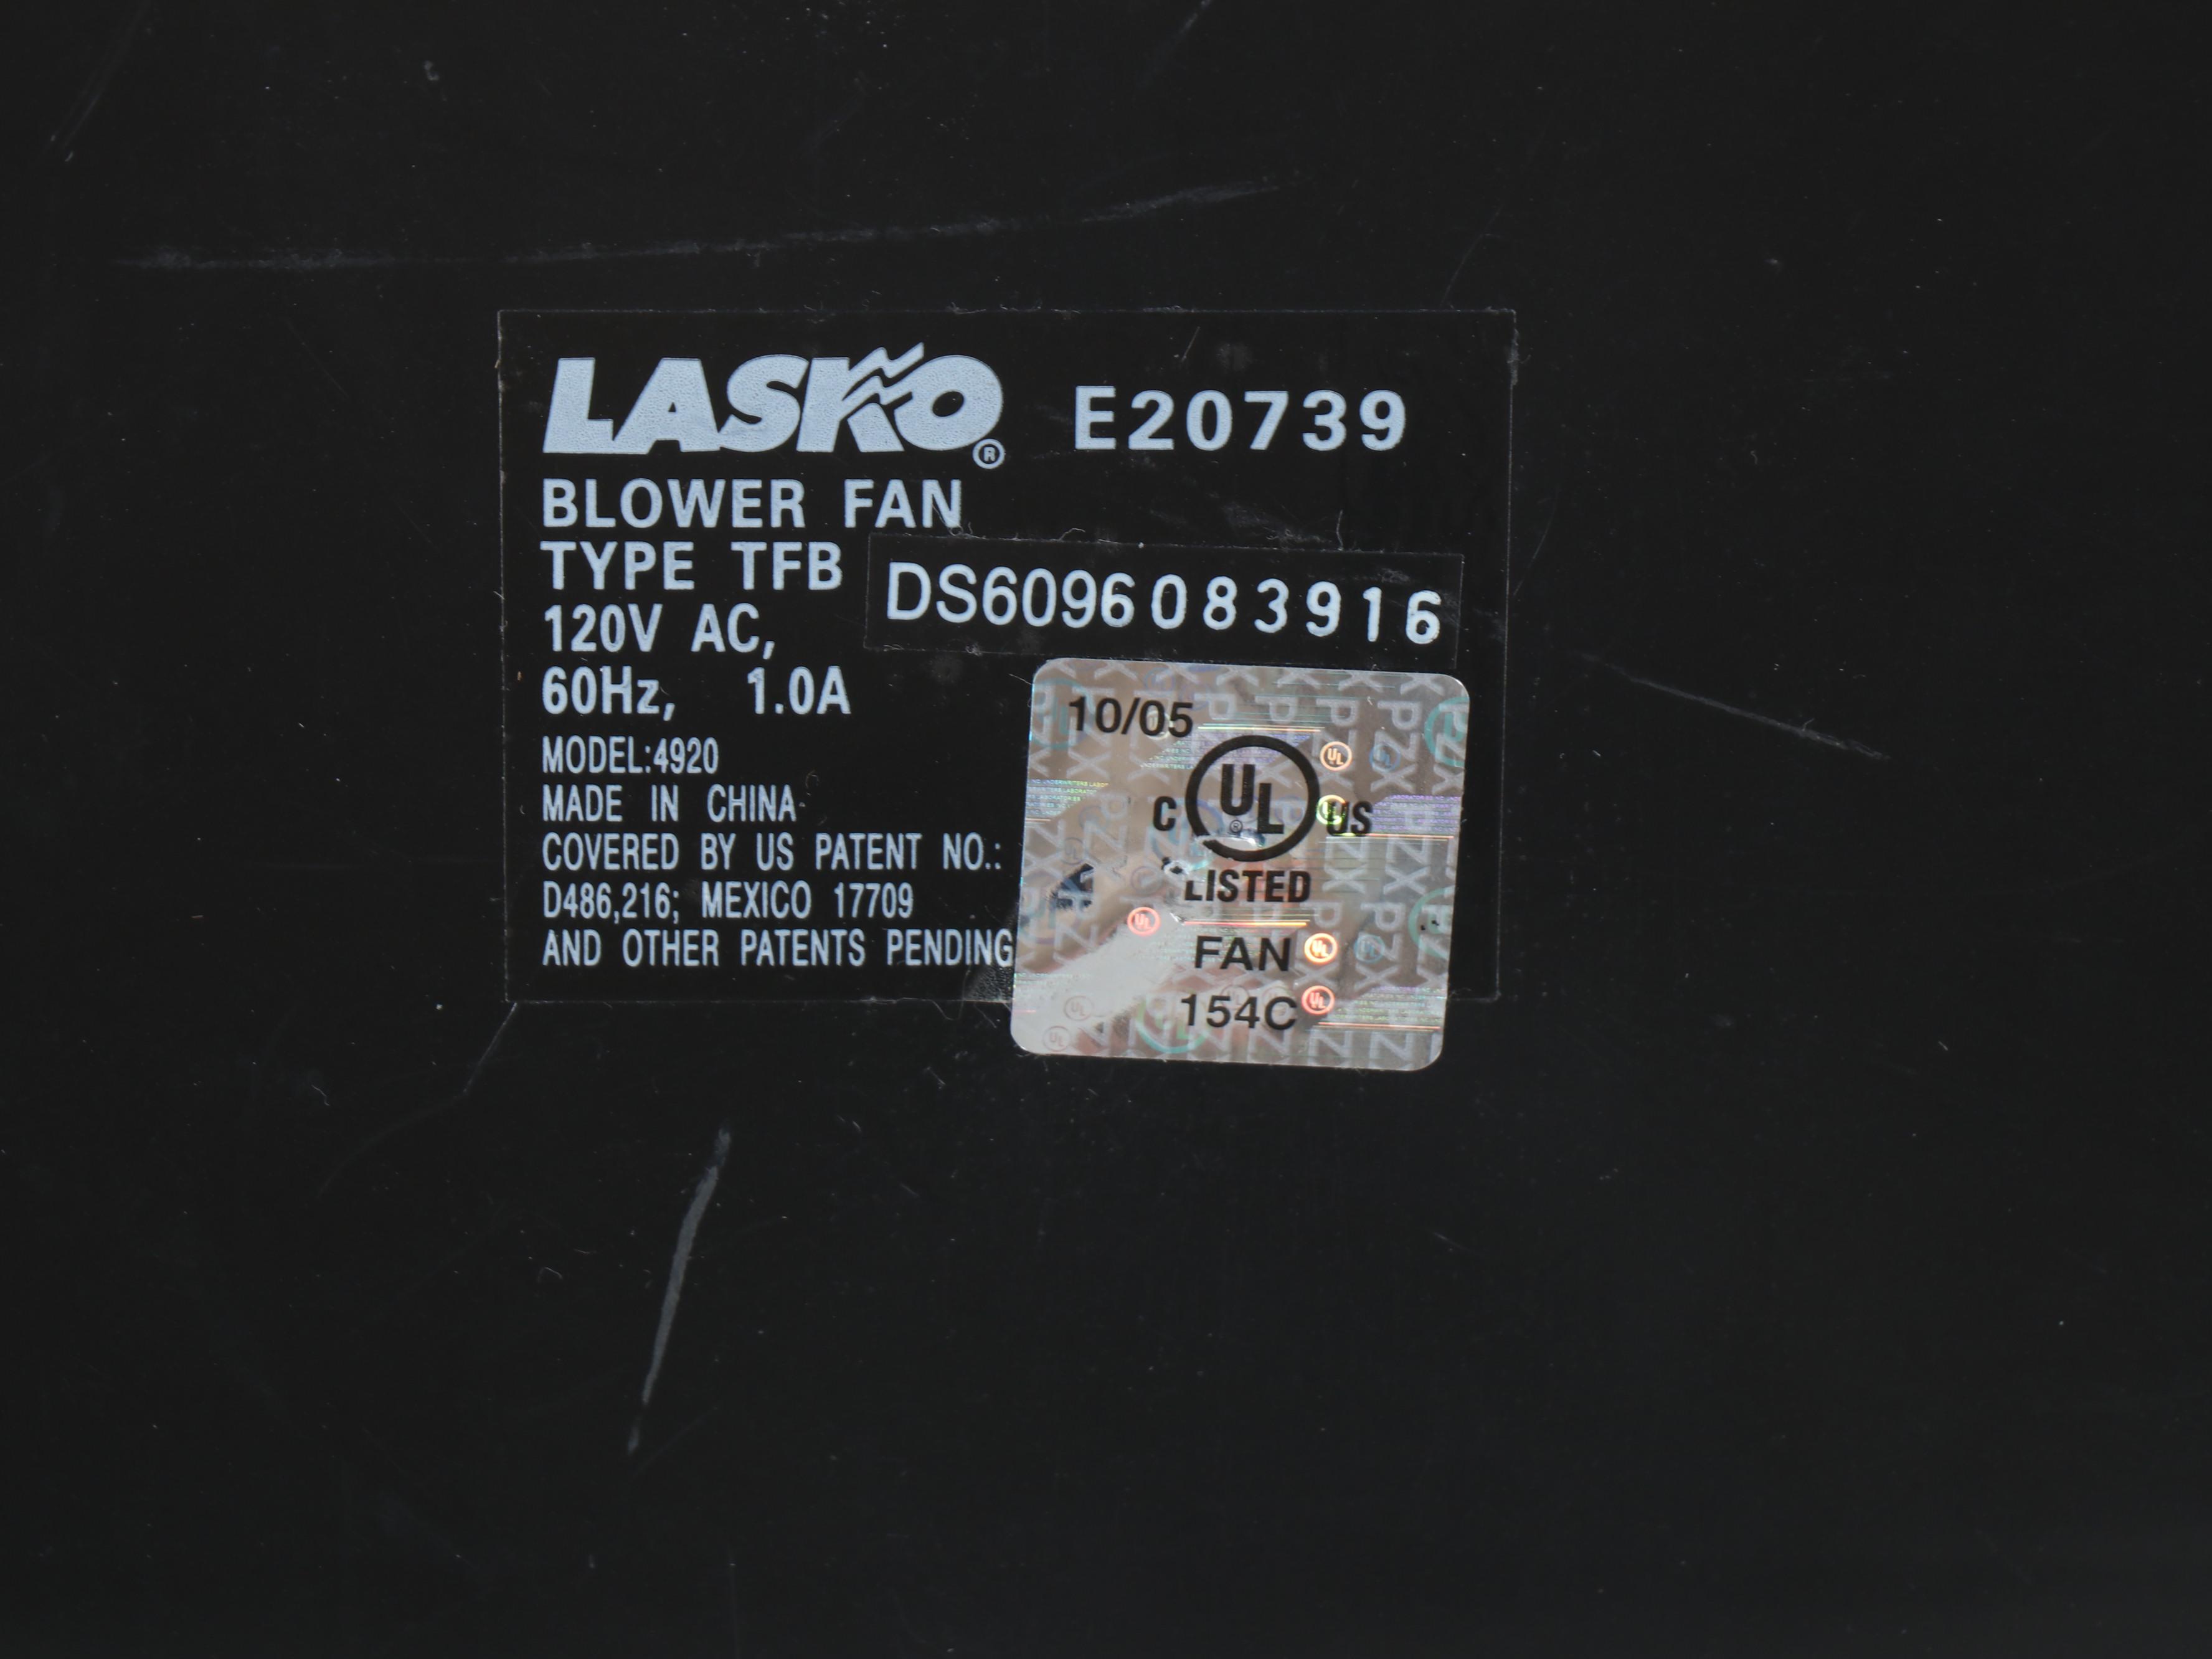 LASKO® E20739
BLOWER FAN
TYPE TFB
DS6096083916
120V AC,
60Hz, 1.0A
MODEL:4920
MADE IN CHINA
COVERED BY US PATENT NO.:
D486,216; MEXICO 17709
AND OTHER PATENTS PENDING
10/05
C UL® US
LISTED
FAN
154C